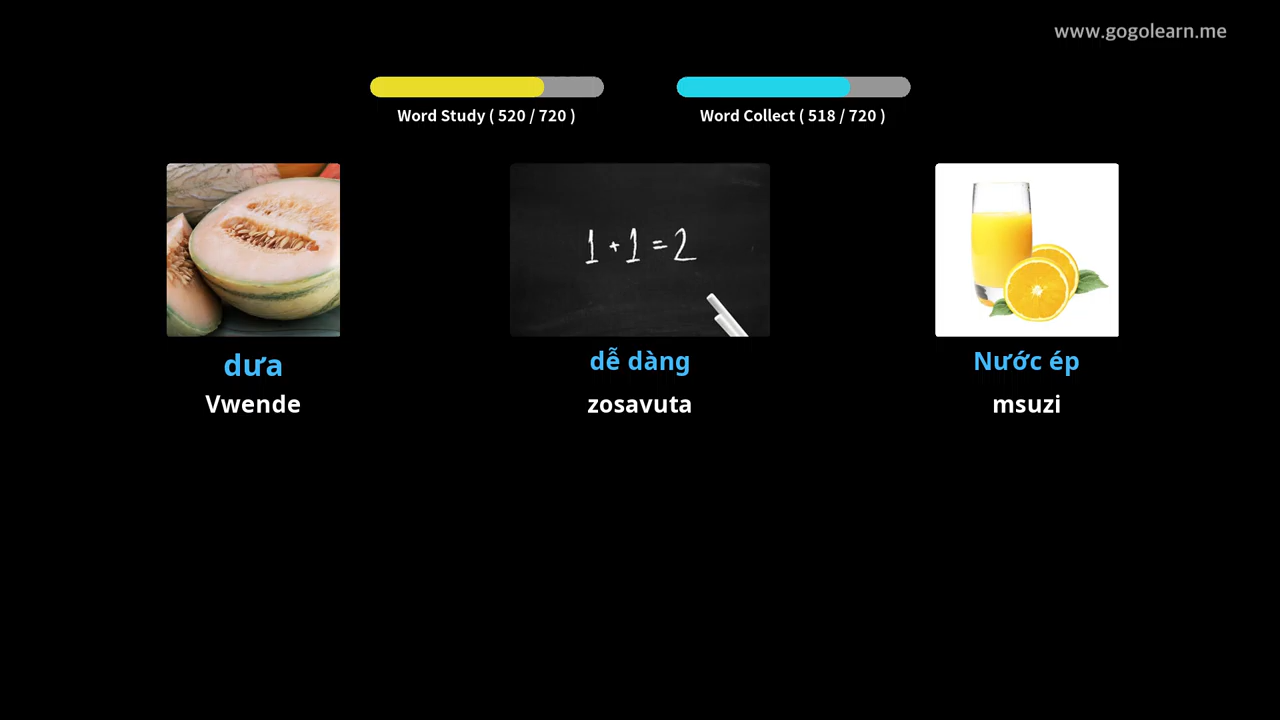 www.gogolearn.me
Word Study ( 520 / 720 )
Word Collect ( 518 / 720 )
1 + 1 = 2
dưa
dễ dàng
Nước ép
Vwende
zosavuta
msuzi